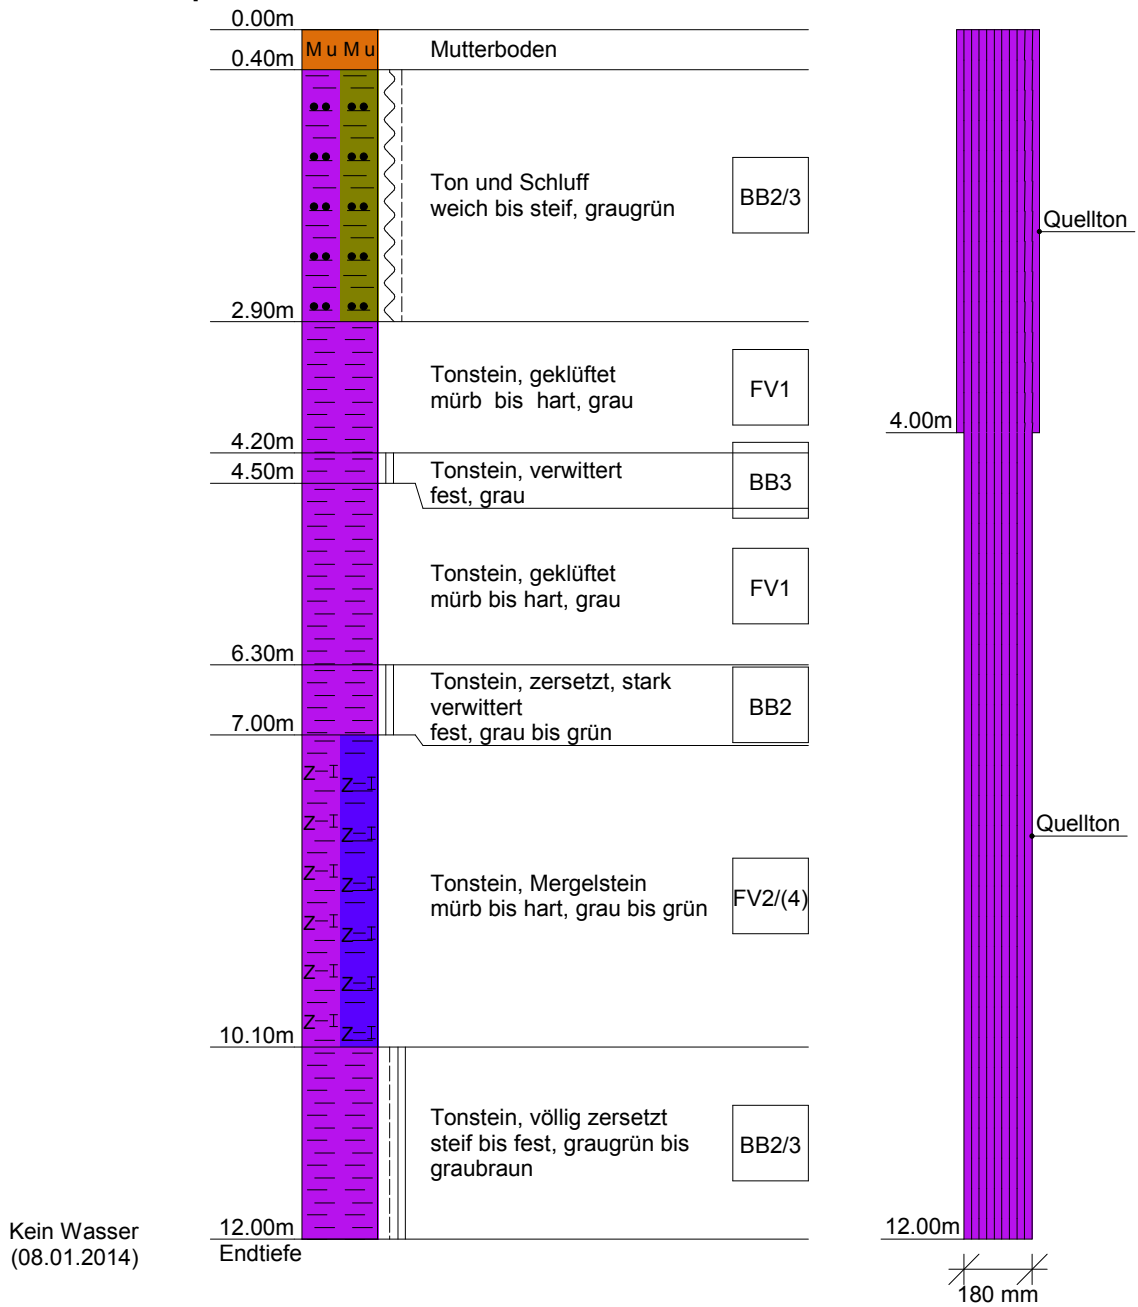 0.00m
Mu Mu
Mutterboden
0.40m
Ton und Schluff
weich bis steif, graugrün
BB2/3
Quellton
2.90m
Tonstein, geklüftet
mürb bis hart, grau
FV1
4.00m
4.20m
4.50m
Tonstein, verwittert
fest, grau
BB3
Tonstein, geklüftet
mürb bis hart, grau
FV1
6.30m
Tonstein, zersetzt, stark
verwittert
fest, grau bis grün
BB2
7.00m
Z
Z
Z
Z
Z
Z
Z
Z
Z
Z
Z
Z
Quellton
Tonstein, Mergelstein
mürb bis hart, grau bis grün
FV2/(4)
10.10m
Tonstein, völlig zersetzt
steif bis fest, graugrün bis
graubraun
BB2/3
Kein Wasser
(08.01.2014)
12.00m
Endtiefe
12.00m
180 mm